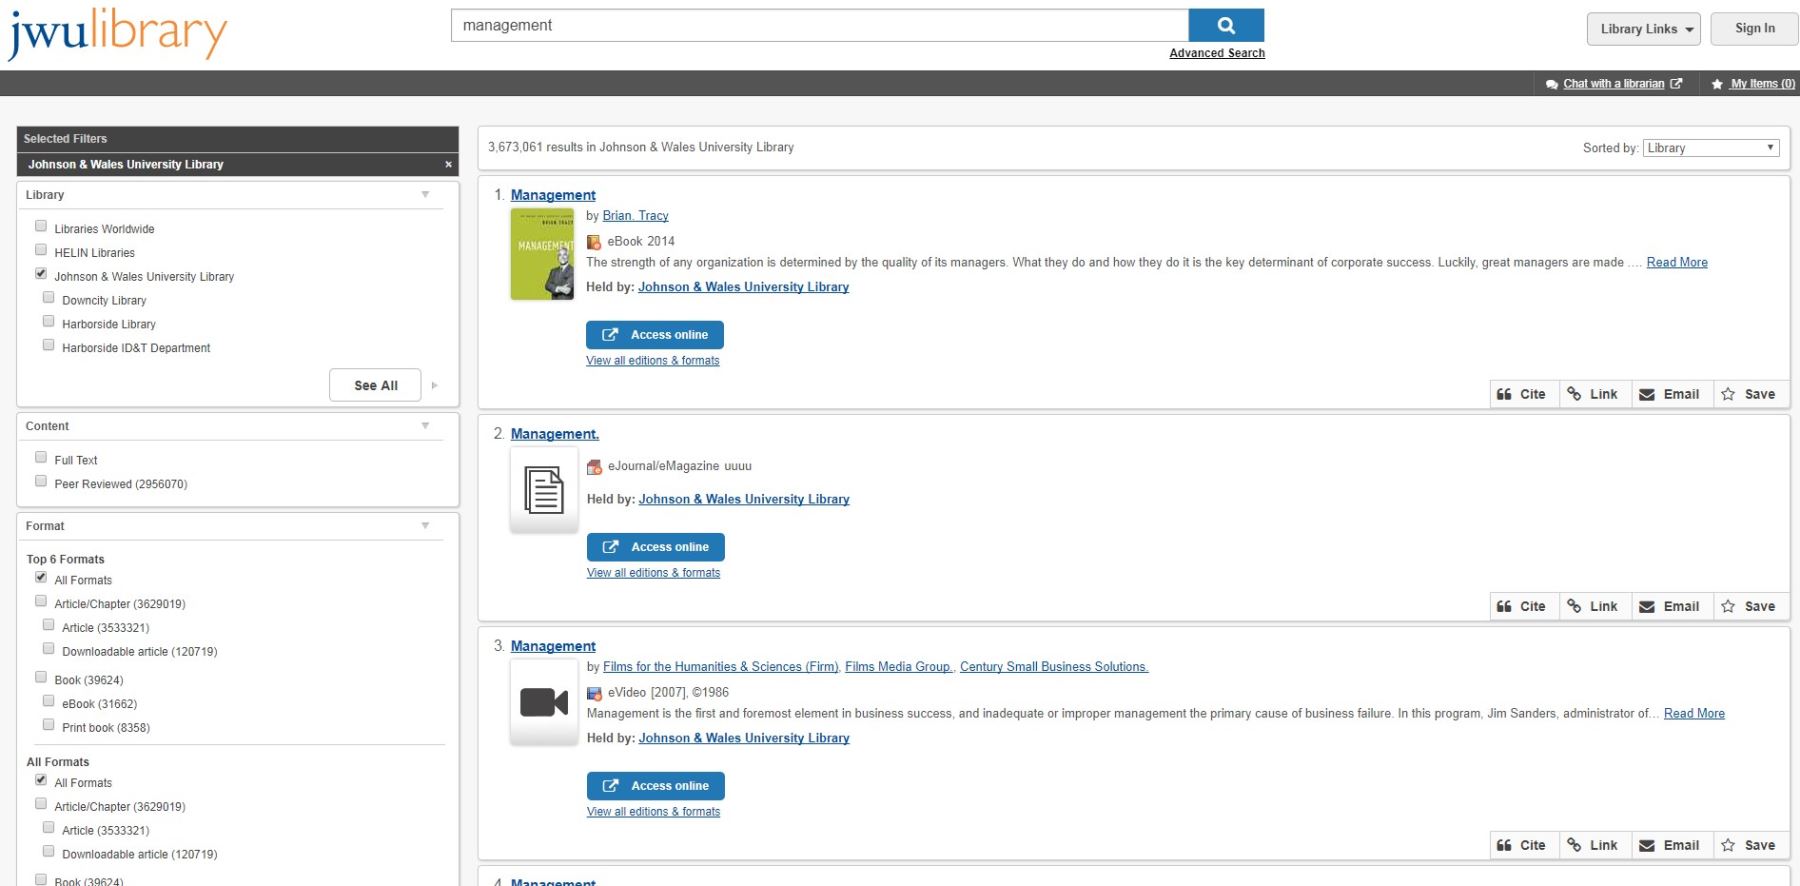 jwulibrary
management
Advanced Search
Library Links
Sign In
Chat with a librarian
My Items (0)
Selected Filters
Johnson & Wales University Library ×
Library
Libraries Worldwide
HELIN Libraries
Johnson & Wales University Library
Downcity Library
Harborside Library
Harborside ID&T Department
See All
Content
Full Text
Peer Reviewed (2956070)
Format
Top 6 Formats
All Formats
Article/Chapter (3629019)
Article (3533321)
Downloadable article (120719)
Book (39624)
eBook (31662)
Print book (8358)
All Formats
All Formats
Article/Chapter (3629019)
Article (3533321)
Downloadable article (120719)
Book (39624)
3,673,061 results in Johnson & Wales University Library
Sorted by: Library
1. Management
BRIAN TRACY
MANAGEMENT
by Brian. Tracy
eBook 2014
The strength of any organization is determined by the quality of its managers. What they do and how they do it is the key determinant of corporate success. Luckily, great managers are made .... Read More
Held by: Johnson & Wales University Library
Access online
View all editions & formats
Cite Link Email Save
2. Management.
eJournal/eMagazine uuuu
Held by: Johnson & Wales University Library
Access online
View all editions & formats
Cite Link Email Save
3. Management
by Films for the Humanities & Sciences (Firm), Films Media Group., Century Small Business Solutions.
eVideo [2007], ©1986
Management is the first and foremost element in business success, and inadequate or improper management the primary cause of business failure. In this program, Jim Sanders, administrator of... Read More
Held by: Johnson & Wales University Library
Access online
View all editions & formats
Cite Link Email Save
4. Management